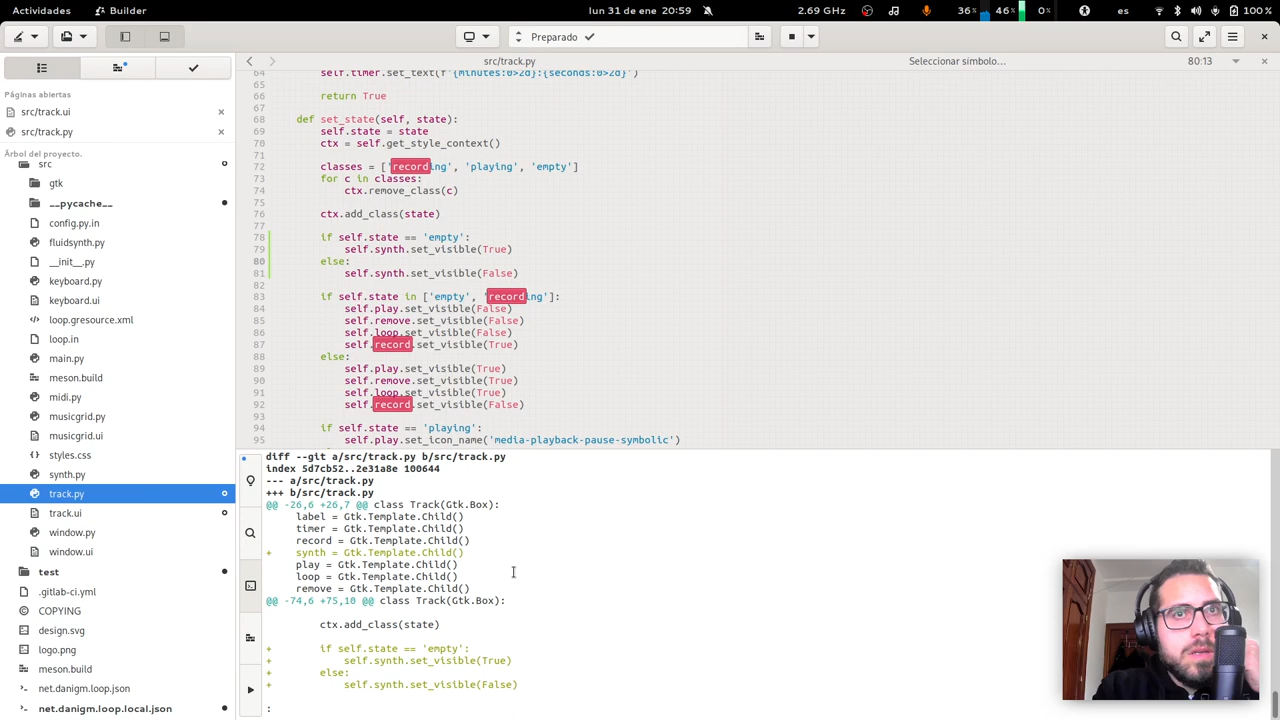 Actividades Builder lun 31 de ene 20:59 2.69 GHz 36% 46% 0% es 100 %
Preparado
src/track.py Seleccionar símbolo… 80:13
Páginas abiertas
src/track.ui
src/track.py
Árbol del proyecto.
src
gtk
__pycache__
config.py.in
fluidsynth.py
__init__.py
keyboard.py
keyboard.ui
loop.gresource.xml
loop.in
main.py
meson.build
midi.py
musicgrid.py
musicgrid.ui
styles.css
synth.py
track.py
track.ui
window.py
window.ui
test
.gitlab-ci.yml
COPYING
design.svg
logo.png
meson.build
net.danigm.loop.json
net.danigm.loop.local.json
64 self.timer.set_text(f'{minutes:0>2d}:{seconds:0>2d}')
65
66 return True
67
68 def set_state(self, state):
69 self.state = state
70 ctx = self.get_style_context()
71
72 classes = ['recording', 'playing', 'empty']
73 for c in classes:
74 ctx.remove_class(c)
75
76 ctx.add_class(state)
77
78 if self.state == 'empty':
79 self.synth.set_visible(True)
80 else:
81 self.synth.set_visible(False)
82
83 if self.state in ['empty', 'recording']:
84 self.play.set_visible(False)
85 self.remove.set_visible(False)
86 self.loop.set_visible(False)
87 self.record.set_visible(True)
88 else:
89 self.play.set_visible(True)
90 self.remove.set_visible(True)
91 self.loop.set_visible(True)
92 self.record.set_visible(False)
93
94 if self.state == 'playing':
95 self.play.set_icon_name('media-playback-pause-symbolic')
diff --git a/src/track.py b/src/track.py
index 5d7cb52..2e31a8e 100644
--- a/src/track.py
+++ b/src/track.py
@@ -26,6 +26,7 @@ class Track(Gtk.Box):
label = Gtk.Template.Child()
timer = Gtk.Template.Child()
record = Gtk.Template.Child()
+ synth = Gtk.Template.Child()
play = Gtk.Template.Child()
loop = Gtk.Template.Child()
remove = Gtk.Template.Child()
@@ -74,6 +75,10 @@ class Track(Gtk.Box):
ctx.add_class(state)
+ if self.state == 'empty':
+ self.synth.set_visible(True)
+ else:
+ self.synth.set_visible(False)
: